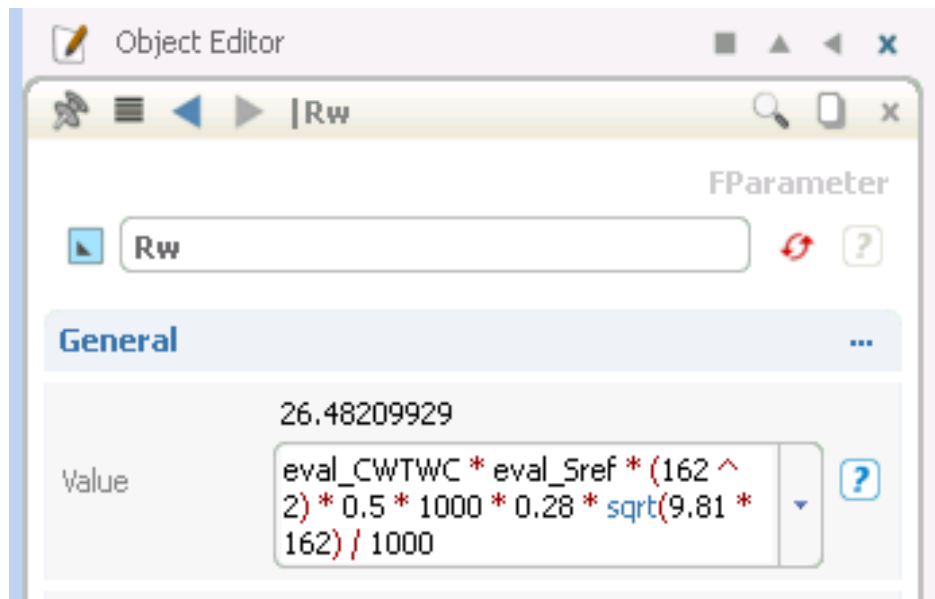 Object Editor
|Rw
FParameter
Rw
?
General
...
26.48209929
Value
eval_CWTWC * eval_Sref * (162 ^
2) * 0.5 * 1000 * 0.28 * sqrt(9.81 *
162) / 1000
?